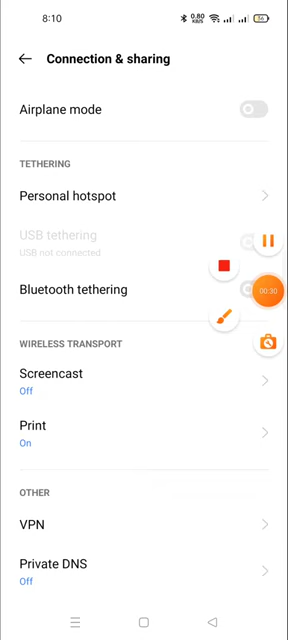 8:10
0.80
KB/S
36
Connection & sharing
Airplane mode
TETHERING
Personal hotspot
USB tethering
USB not connected
00:30
Bluetooth tethering
WIRELESS TRANSPORT
Screencast
Off
Print
On
OTHER
VPN
Private DNS
Off